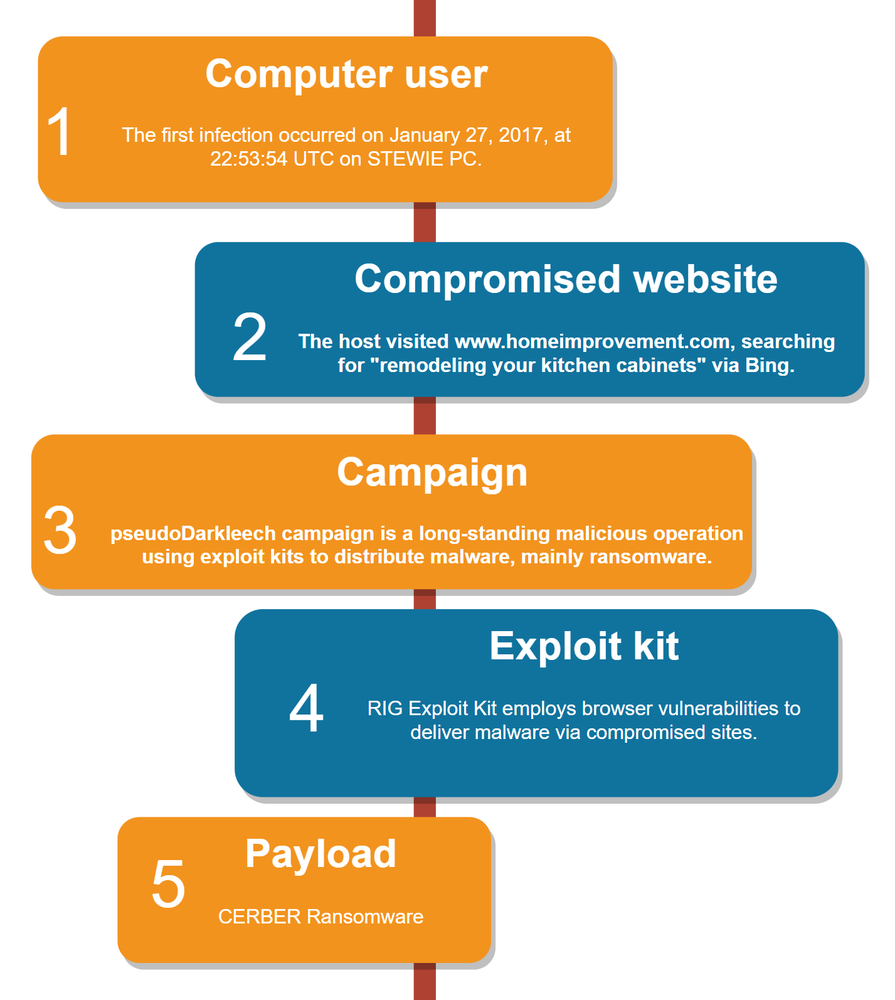 Computer user
1
The first infection occurred on January 27, 2017, at
22:53:54 UTC on STEWIE PC.
Compromised website
2
The host visited www.homeimprovement.com, searching
for "remodeling your kitchen cabinets" via Bing.
Campaign
3
pseudoDarkleech campaign is a long-standing malicious operation
using exploit kits to distribute malware, mainly ransomware.
Exploit kit
4
RIG Exploit Kit employs browser vulnerabilities to
deliver malware via compromised sites.
Payload
5
CERBER Ransomware